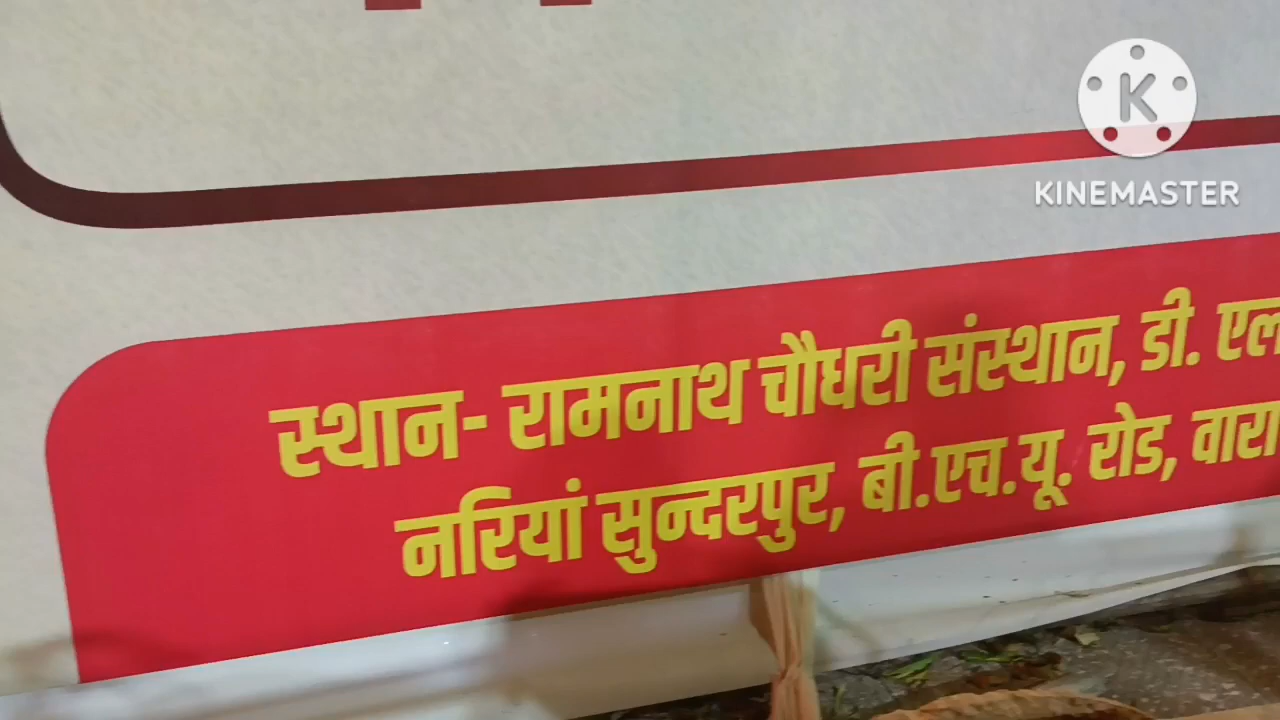 K
KINEMASTER
स्थान- रामनाथ चौधरी संस्थान, डी. एल
नरियां सुन्दरपुर, बी.एच.यू. रोड, वारा